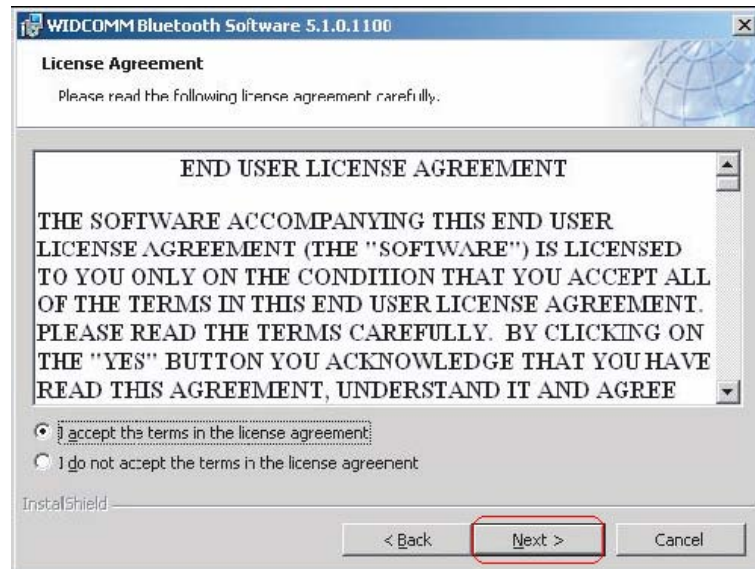 WIDCOMM Bluetooth Software 5.1.0.1100
License Agreement
Please read the following license agreement carefully.
END USER LICENSE AGREEMENT
THE SOFTWARE ACCOMPANYING THIS END USER
LICENSE AGREEMENT (THE "SOFTWARE") IS LICENSED
TO YOU ONLY ON THE CONDITION THAT YOU ACCEPT ALL
OF THE TERMS IN THIS END USER LICENSE AGREEMENT.
PLEASE READ THE TERMS CAREFULLY. BY CLICKING ON
THE "YES" BUTTON YOU ACKNOWLEDGE THAT YOU HAVE
READ THIS AGREEMENT, UNDERSTAND IT AND AGREE
I accept the terms in the license agreement
I do not accept the terms in the license agreement
InstallShield
< Back Next > Cancel